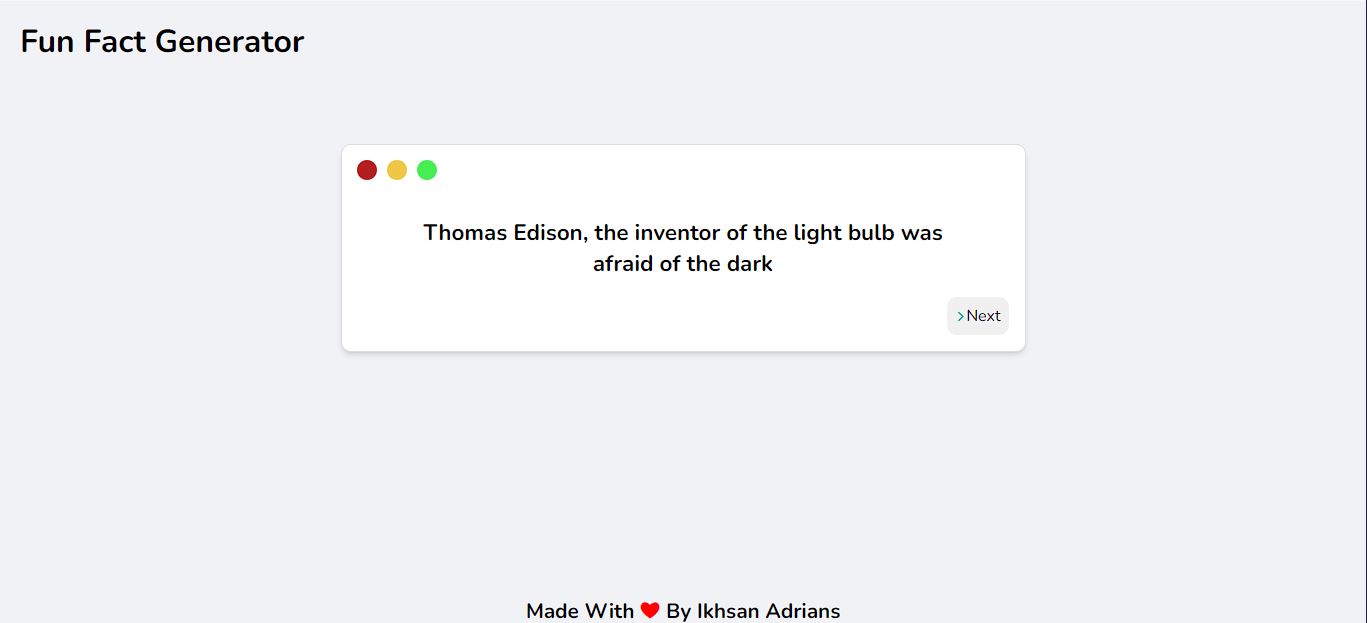 Fun Fact Generator
Thomas Edison, the inventor of the light bulb was
afraid of the dark
Next
Made With ❤ By Ikhsan Adrians